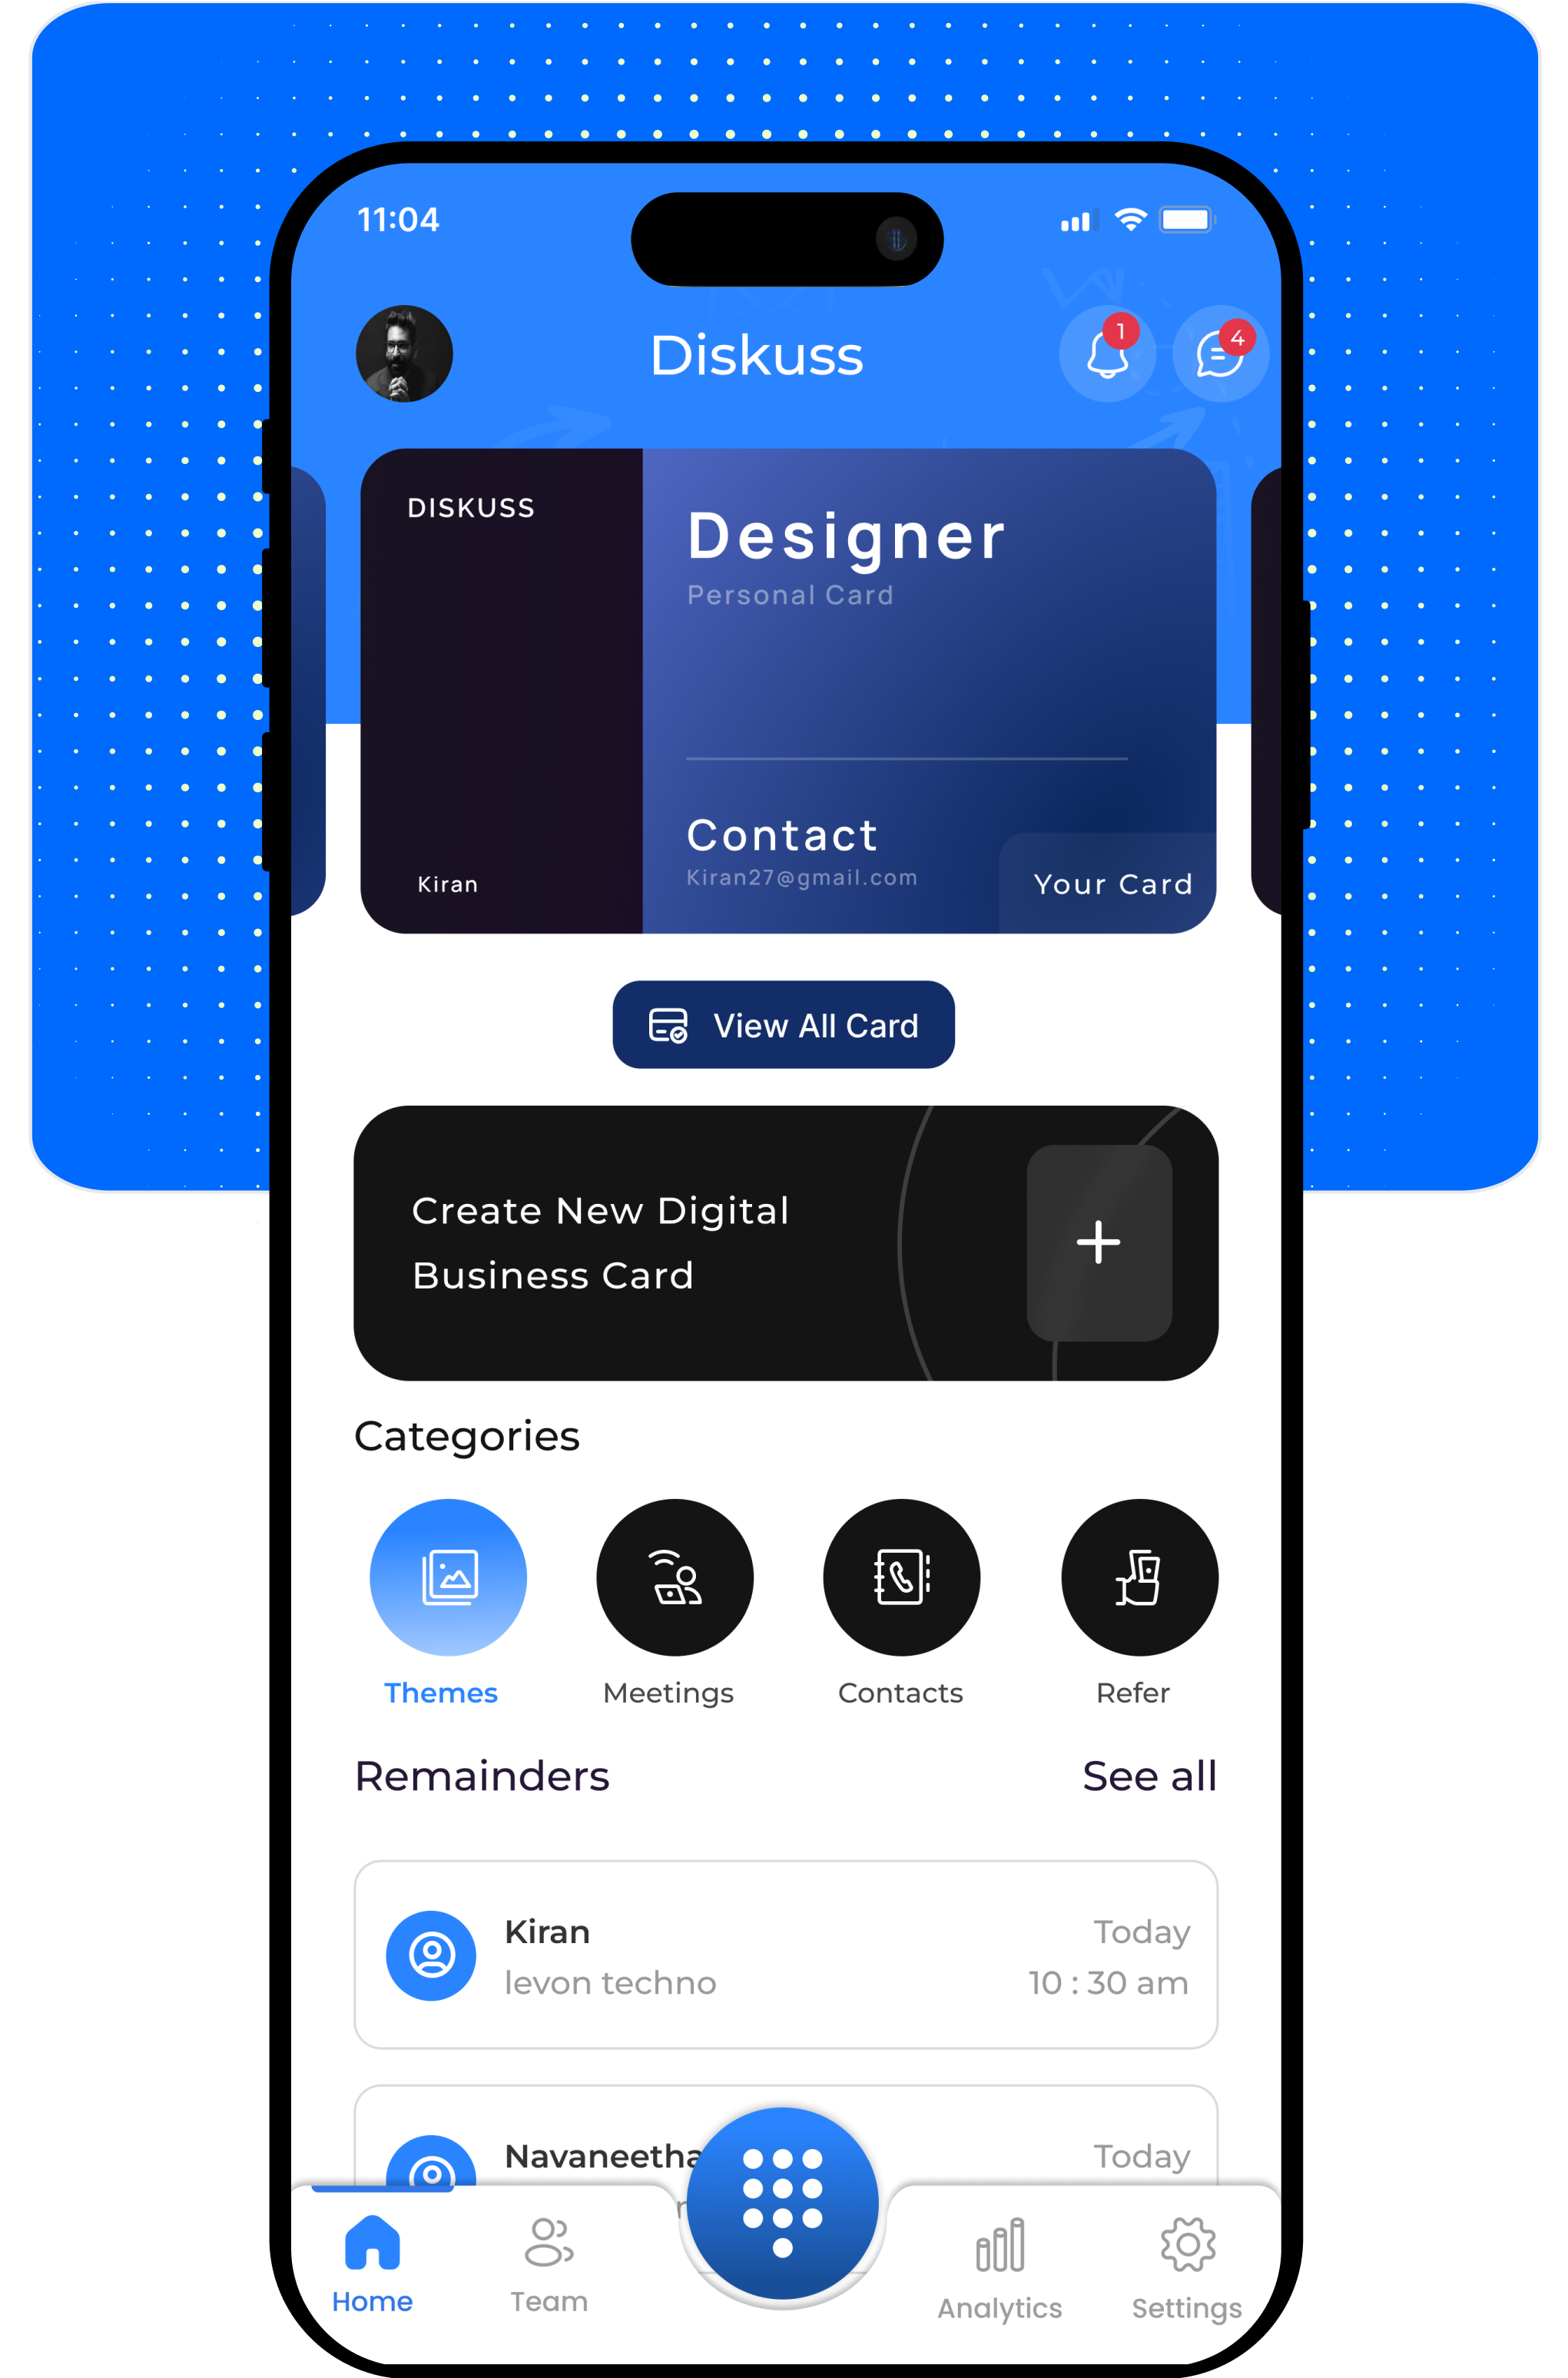 11:04
Diskuss
1
4
DISKUSS
Designer
Personal Card
Contact
Kiran27@gmail.com
Kiran
Your Card
View All Card
Create New Digital
Business Card
Categories
Themes
Meetings
Contacts
Refer
Remainders
See all
Kiran
Today
levon techno
10 : 30 am
Navaneetha
Today
Home
Team
Analytics
Settings